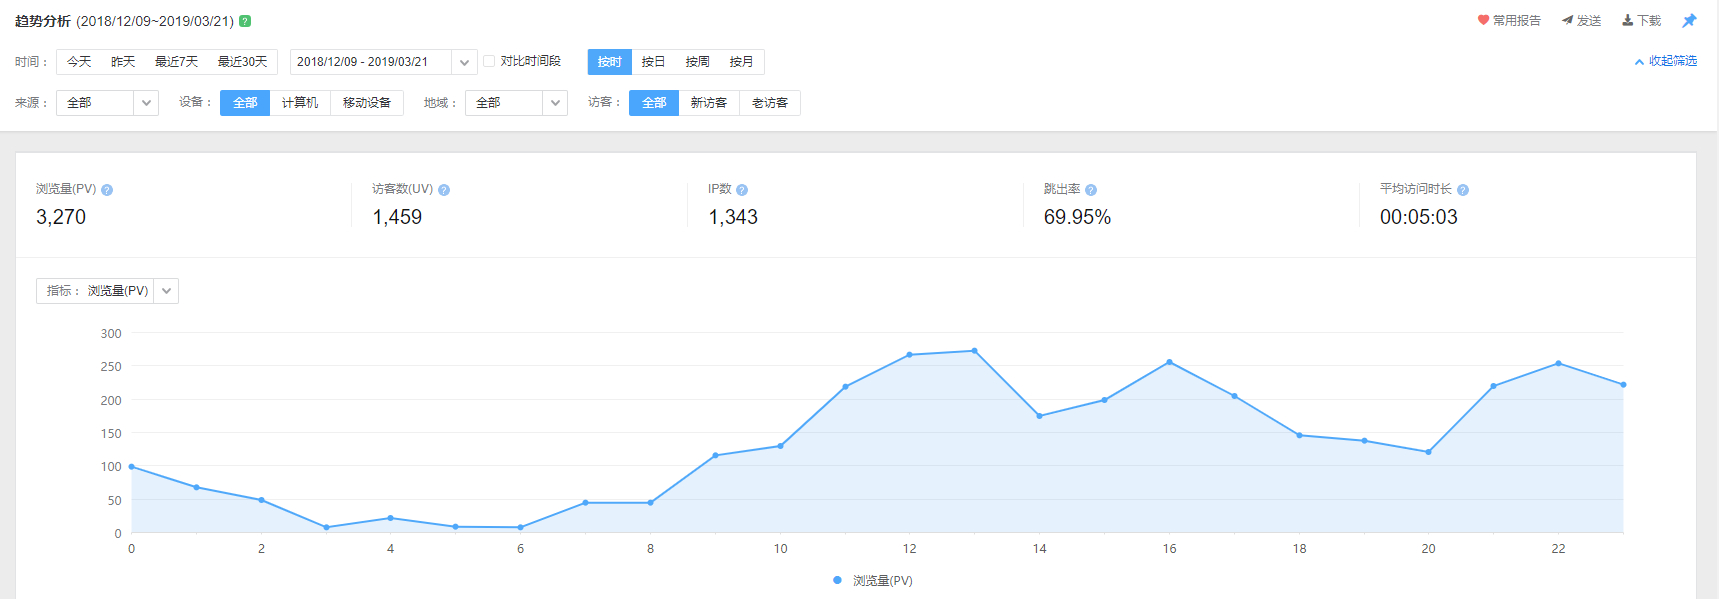 趋势分析 (2018/12/09~2019/03/21) ? 常用报告 发送 下载
时间： 今天 昨天 最近7天 最近30天 2018/12/09 - 2019/03/21 对比时间段 按时 按日 按周 按月 收起筛选
来源： 全部 设备： 全部 计算机 移动设备 地域： 全部 访客： 全部 新访客 老访客
浏览量(PV) ? 访客数(UV) ? IP数 ? 跳出率 ? 平均访问时长 ?
3,270 1,459 1,343 69.95% 00:05:03
指标： 浏览量(PV)
300
250
200
150
100
50
0
0 2 4 6 8 10 12 14 16 18 20 22
浏览量(PV)